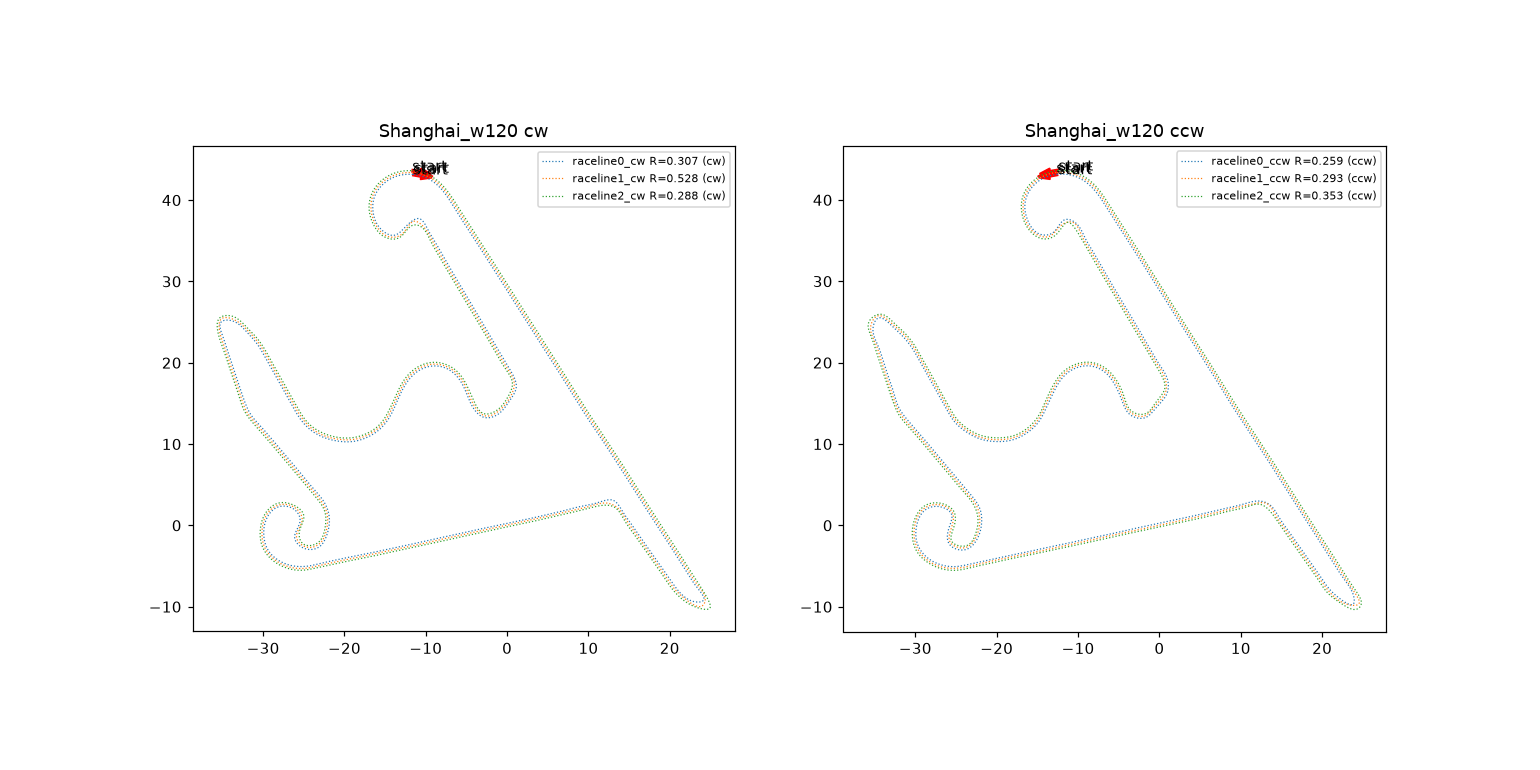 Shanghai_w120 cw
start
start
raceline0_cw R=0.307 (cw)
raceline1_cw R=0.528 (cw)
raceline2_cw R=0.288 (cw)
40
30
20
10
0
−10
−30
−20
−10
0
10
20
Shanghai_w120 ccw
start
start
raceline0_ccw R=0.259 (ccw)
raceline1_ccw R=0.293 (ccw)
raceline2_ccw R=0.353 (ccw)
40
30
20
10
0
−10
−30
−20
−10
0
10
20